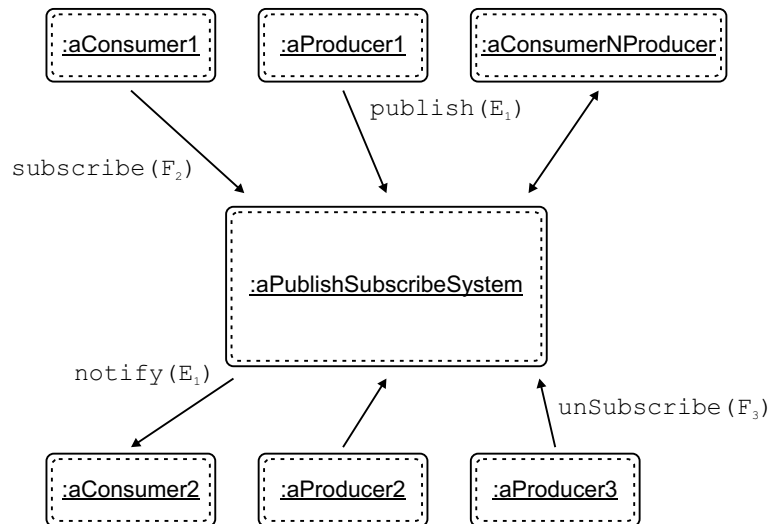 :aConsumer1
:aProducer1
:aConsumerNProducer
publish(E₁)
subscribe(F₂)
:aPublishSubscribeSystem
notify(E₁)
unSubscribe(F₃)
:aConsumer2
:aProducer2
:aProducer3